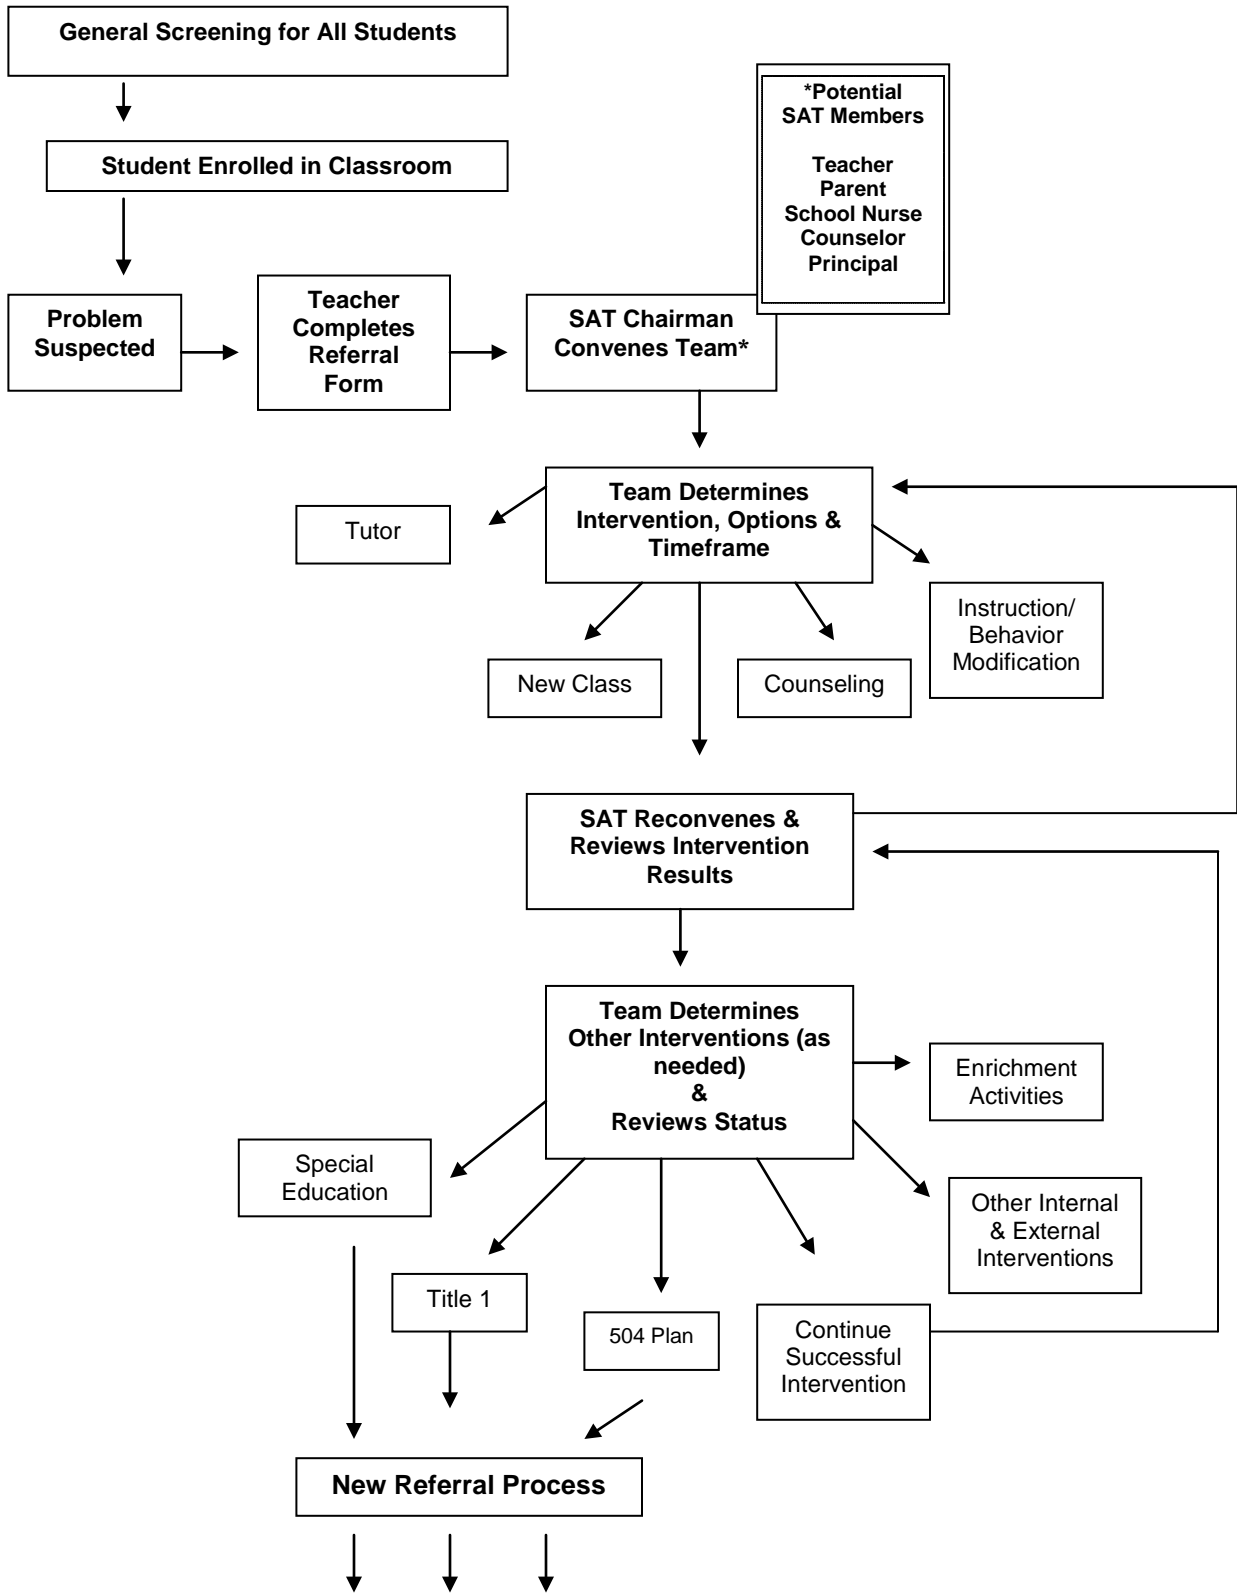 General Screening for All Students
*Potential
SAT Members
Teacher
Parent
School Nurse
Counselor
Principal
Student Enrolled in Classroom
Problem
Suspected
Teacher
Completes
Referral
Form
SAT Chairman
Convenes Team*
Team Determines
Intervention, Options &
Timeframe
Tutor
Instruction/
Behavior
Modification
New Class
Counseling
SAT Reconvenes &
Reviews Intervention
Results
Team Determines
Other Interventions (as
needed)
&
Reviews Status
Enrichment
Activities
Special
Education
Other Internal
& External
Interventions
Title 1
504 Plan
Continue
Successful
Intervention
New Referral Process